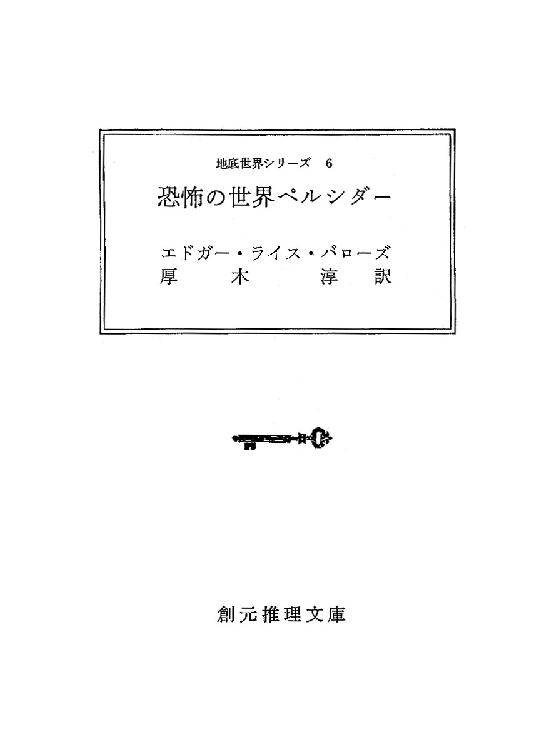 地底世界シリーズ 6
恐怖の世界ペルシダー
エドガー・ライス・バローズ
厚木 淳 訳
創元推理文庫